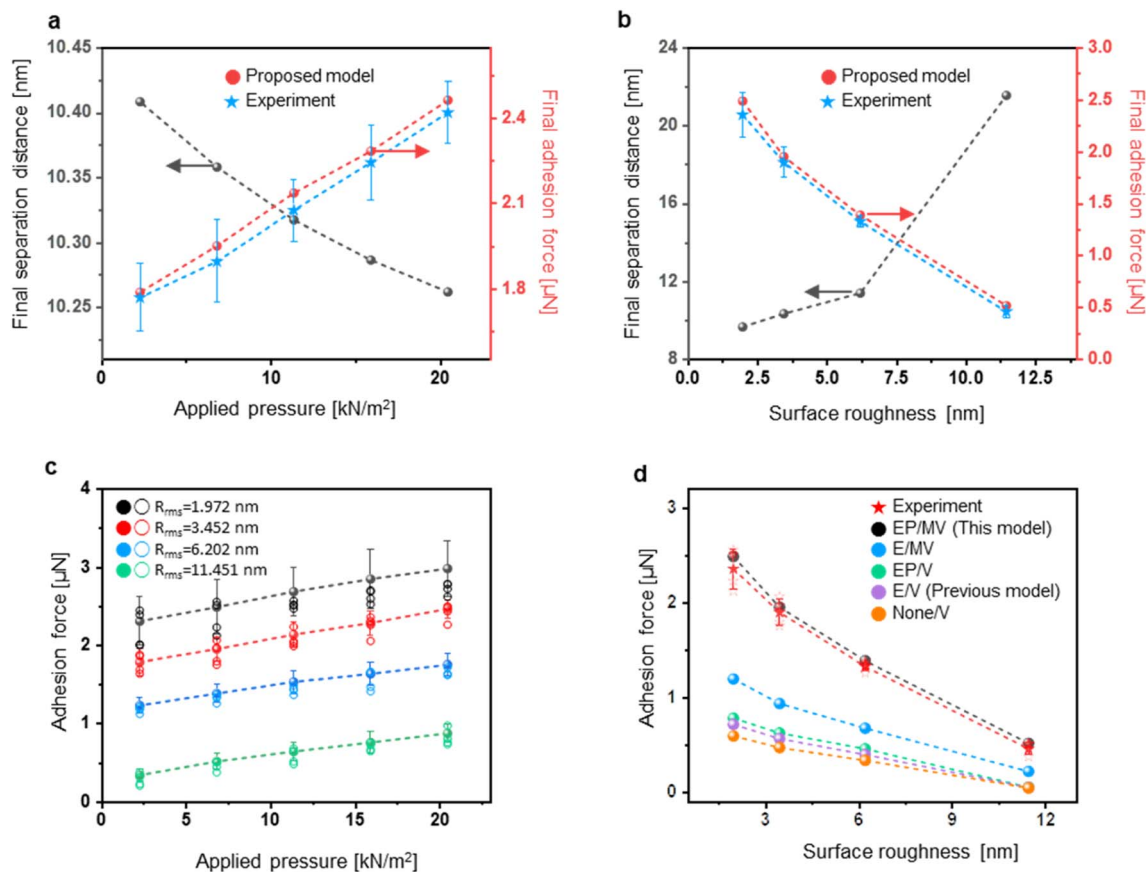 a
Final separation distance [nm]
10.45
10.40
10.35
10.30
10.25
Proposed model
Experiment
2.4
2.1
1.8
Final adhesion force [µN]
0
5
10
15
20
Applied pressure [kN/m²]
b
Final separation distance [nm]
24
20
16
12
8
Proposed model
Experiment
3.0
2.5
2.0
1.5
1.0
0.5
0.0
Final adhesion force [µN]
0.0
2.5
5.0
7.5
10.0
12.5
Surface roughness [nm]
c
Adhesion force [µN]
4
3
2
1
0
Rrms=1.972 nm
Rrms=3.452 nm
Rrms=6.202 nm
Rrms=11.451 nm
0
5
10
15
20
Applied pressure [kN/m²]
d
Adhesion force [µN]
3
2
1
0
Experiment
EP/MV (This model)
E/MV
EP/V
E/V (Previous model)
None/V
3
6
9
12
Surface roughness [nm]